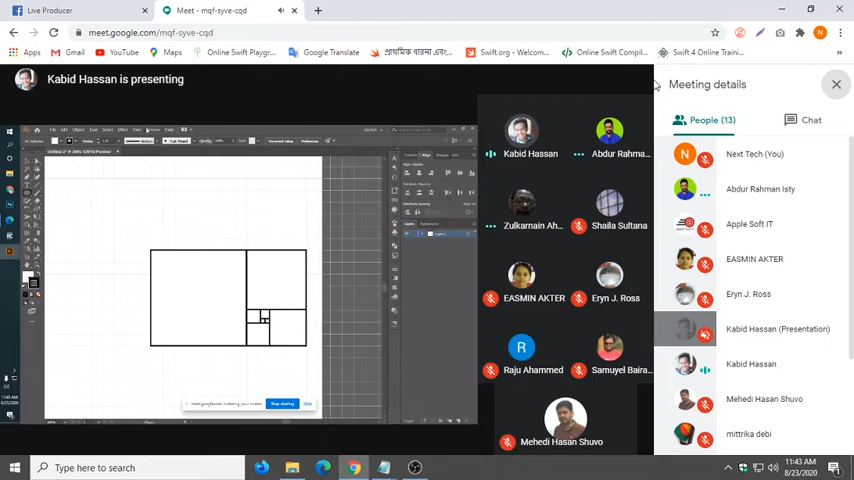 Live Producer
Meet - mqf-syve-cqd
meet.google.com/mqf-syve-cqd
Apps
Gmail
YouTube
Maps
Online Swift Playgr...
Google Translate
প্রাথমিক ধারনা এবং...
Swift.org - Welcom...
Online Swift Compil...
Swift 4 Online Traini...
Kabid Hassan is presenting
Meeting details
People (13)
Chat
Kabid Hassan
Abdur Rahma...
Zulkarnain Ah...
Shaila Sultana
EASMIN AKTER
Eryn J. Ross
Raju Ahammed
Samuyel Baira...
Mehedi Hasan Shuvo
Next Tech (You)
Abdur Rahman Isty
Apple Soft IT
EASMIN AKTER
Eryn J. Ross
Kabid Hassan (Presentation)
Kabid Hassan
Mehedi Hasan Shuvo
mittrika debi
Stop sharing
Hide
Type here to search
11:43 AM
8/23/2020